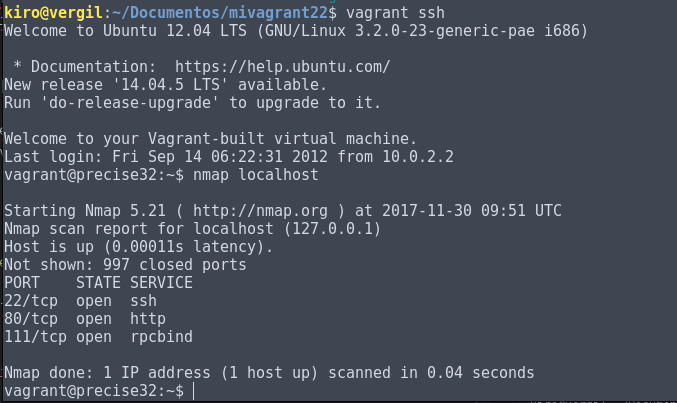 kiro@vergil:~/Documentos/mivagrant22$ vagrant ssh
Welcome to Ubuntu 12.04 LTS (GNU/Linux 3.2.0-23-generic-pae i686)

 * Documentation:  https://help.ubuntu.com/
New release '14.04.5 LTS' available.
Run 'do-release-upgrade' to upgrade to it.

Welcome to your Vagrant-built virtual machine.
Last login: Fri Sep 14 06:22:31 2012 from 10.0.2.2
vagrant@precise32:~$ nmap localhost

Starting Nmap 5.21 ( http://nmap.org ) at 2017-11-30 09:51 UTC
Nmap scan report for localhost (127.0.0.1)
Host is up (0.00011s latency).
Not shown: 997 closed ports
PORT    STATE SERVICE
22/tcp  open  ssh
80/tcp  open  http
111/tcp open  rpcbind

Nmap done: 1 IP address (1 host up) scanned in 0.04 seconds
vagrant@precise32:~$